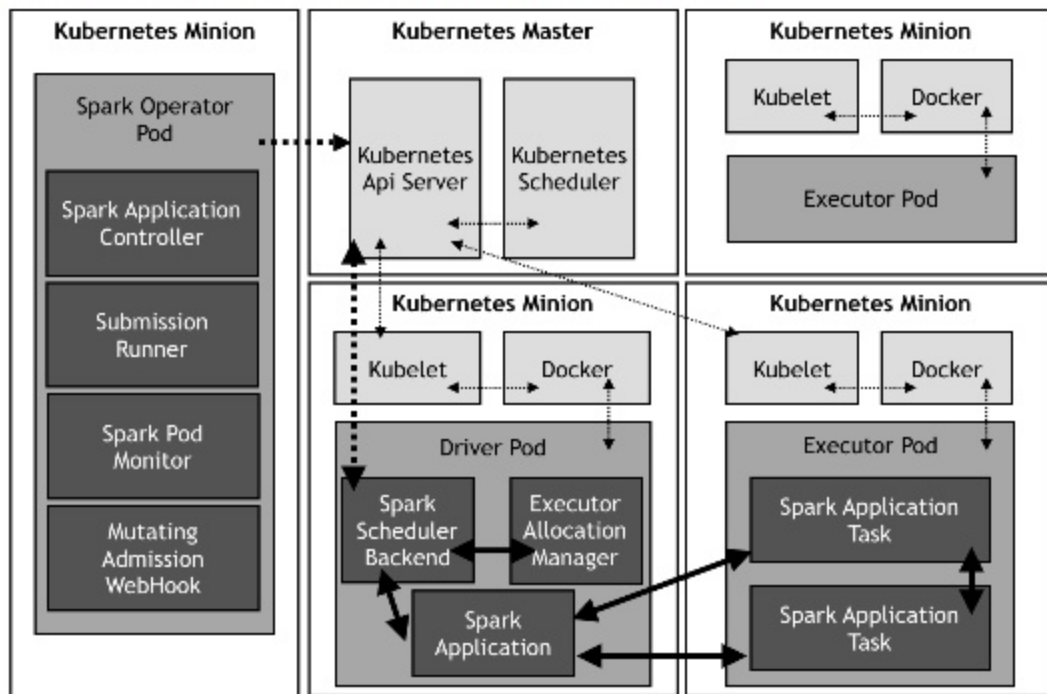 Kubernetes Minion
Spark Operator
Pod
Spark Application
Controller
Submission
Runner
Spark Pod
Monitor
Mutating
Admission
WebHook
Kubernetes Master
Kubernetes
Api Server
Kubernetes
Scheduler
Kubernetes Minion
Kubelet
Docker
Executor Pod
Kubernetes Minion
Kubelet
Docker
Driver Pod
Spark
Scheduler
Backend
Executor
Allocation
Manager
Spark
Application
Kubernetes Minion
Kubelet
Docker
Executor Pod
Spark Application
Task
Spark Application
Task